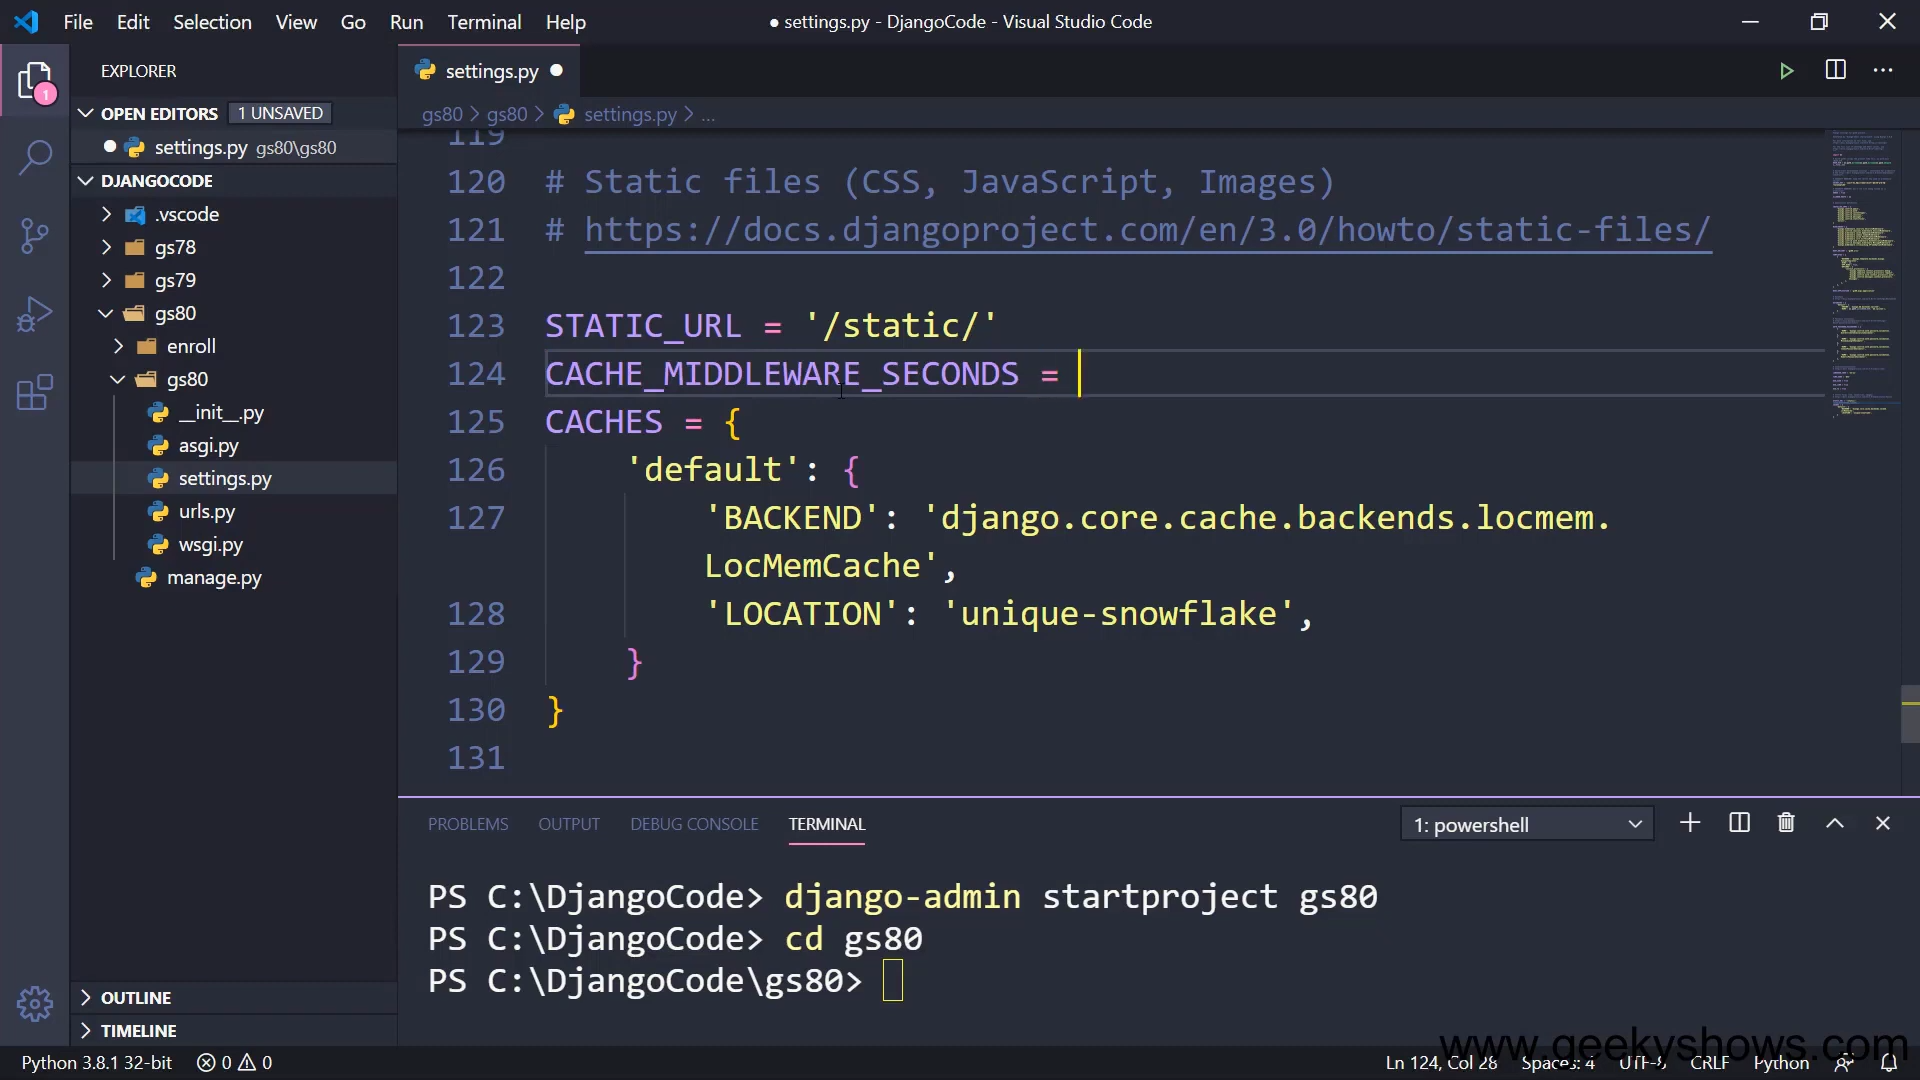 File Edit Selection View Go Run Terminal Help
● settings.py - DjangoCode - Visual Studio Code
EXPLORER
1
OPEN EDITORS 1 UNSAVED
settings.py gs80\gs80
DJANGOCODE
.vscode
gs78
gs79
gs80
enroll
gs80
__init__.py
asgi.py
settings.py
urls.py
wsgi.py
manage.py
OUTLINE
TIMELINE
settings.py
gs80 > gs80 > settings.py > ...
119
120 # Static files (CSS, JavaScript, Images)
121 # https://docs.djangoproject.com/en/3.0/howto/static-files/
122
123 STATIC_URL = '/static/'
124 CACHE_MIDDLEWARE_SECONDS =
125 CACHES = {
126 'default': {
127 'BACKEND': 'django.core.cache.backends.locmem.
LocMemCache',
128 'LOCATION': 'unique-snowflake',
129 }
130 }
131
PROBLEMS OUTPUT DEBUG CONSOLE TERMINAL
1: powershell
PS C:\DjangoCode> django-admin startproject gs80
PS C:\DjangoCode> cd gs80
PS C:\DjangoCode\gs80>
www.geekyshows.com
Python 3.8.1 32-bit 0 0 Ln 124, Col 28 Spaces: 4 UTF-8 CRLF Python